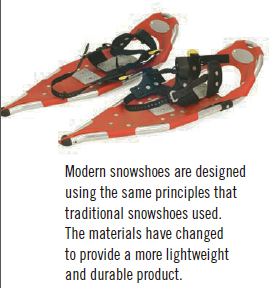 Modern snowshoes are designed
using the same principles that
traditional snowshoes used.
The materials have changed
to provide a more lightweight
and durable product.